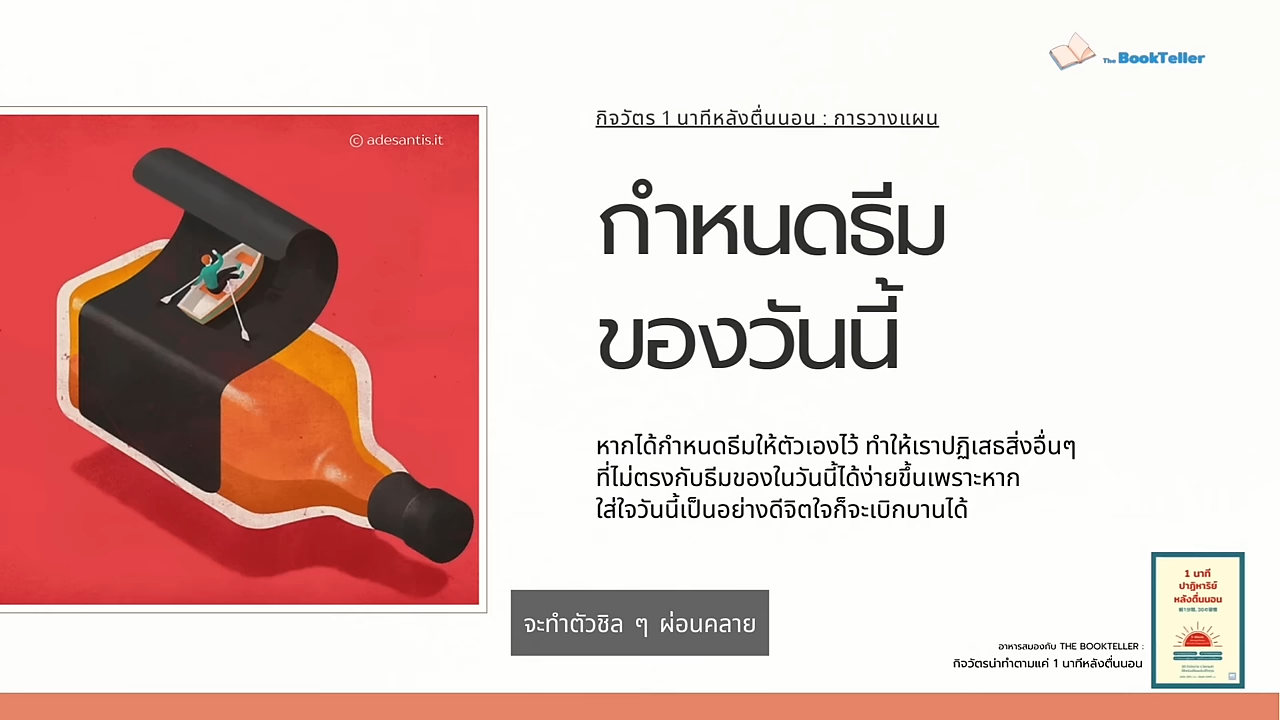 The BookTeller
© adesantis.it
กิจวัตร 1 นาทีหลังตื่นนอน : การวางแผน
กำหนดธีม
ของวันนี้
หากได้กำหนดธีมให้ตัวเองไว้ ทำให้เราปฏิเสธสิ่งอื่นๆ
ที่ไม่ตรงกับธีมของในวันนี้ได้ง่ายขึ้นเพราะหาก
ใส่ใจวันนี้เป็นอย่างดีจิตใจก็จะเบิกบานได้
จะทำตัวชิล ๆ ผ่อนคลาย
อาหารสมองกับ THE BOOKTELLER :
กิจวัตรน่าทำตามแค่ 1 นาทีหลังตื่นนอน
1 นาที
ปาฏิหาริย์
หลังตื่นนอน